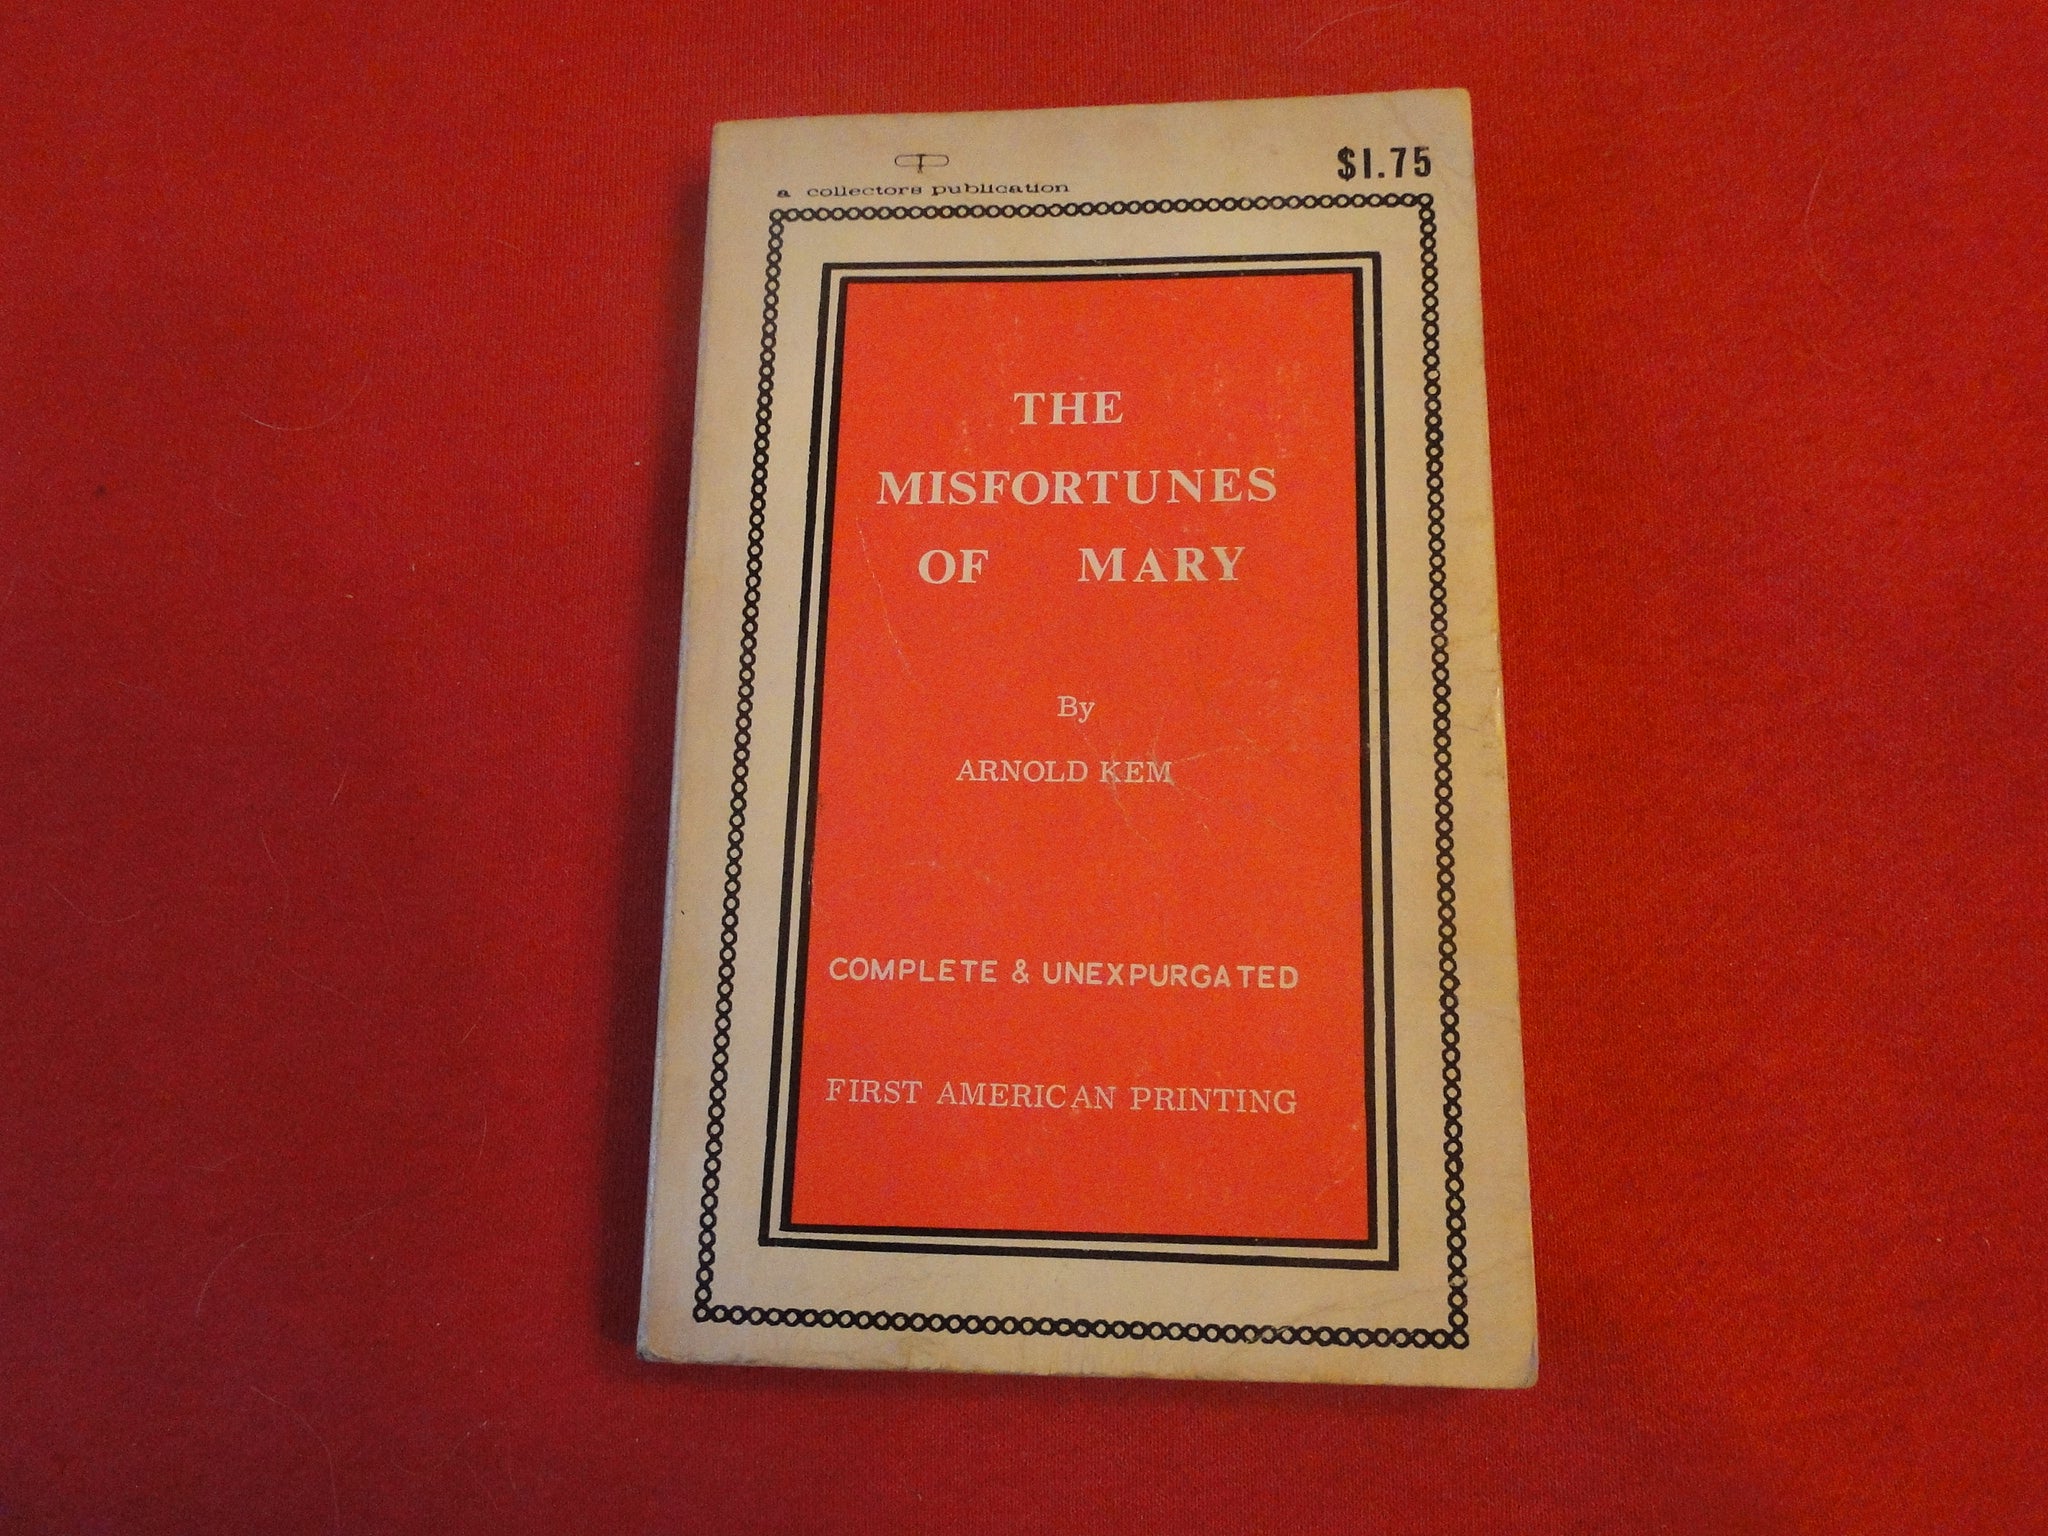 $1.75
a collectors publication
THE
MISFORTUNES
OF MARY
By
ARNOLD KEM
COMPLETE & UNEXPURGATED
FIRST AMERICAN PRINTING